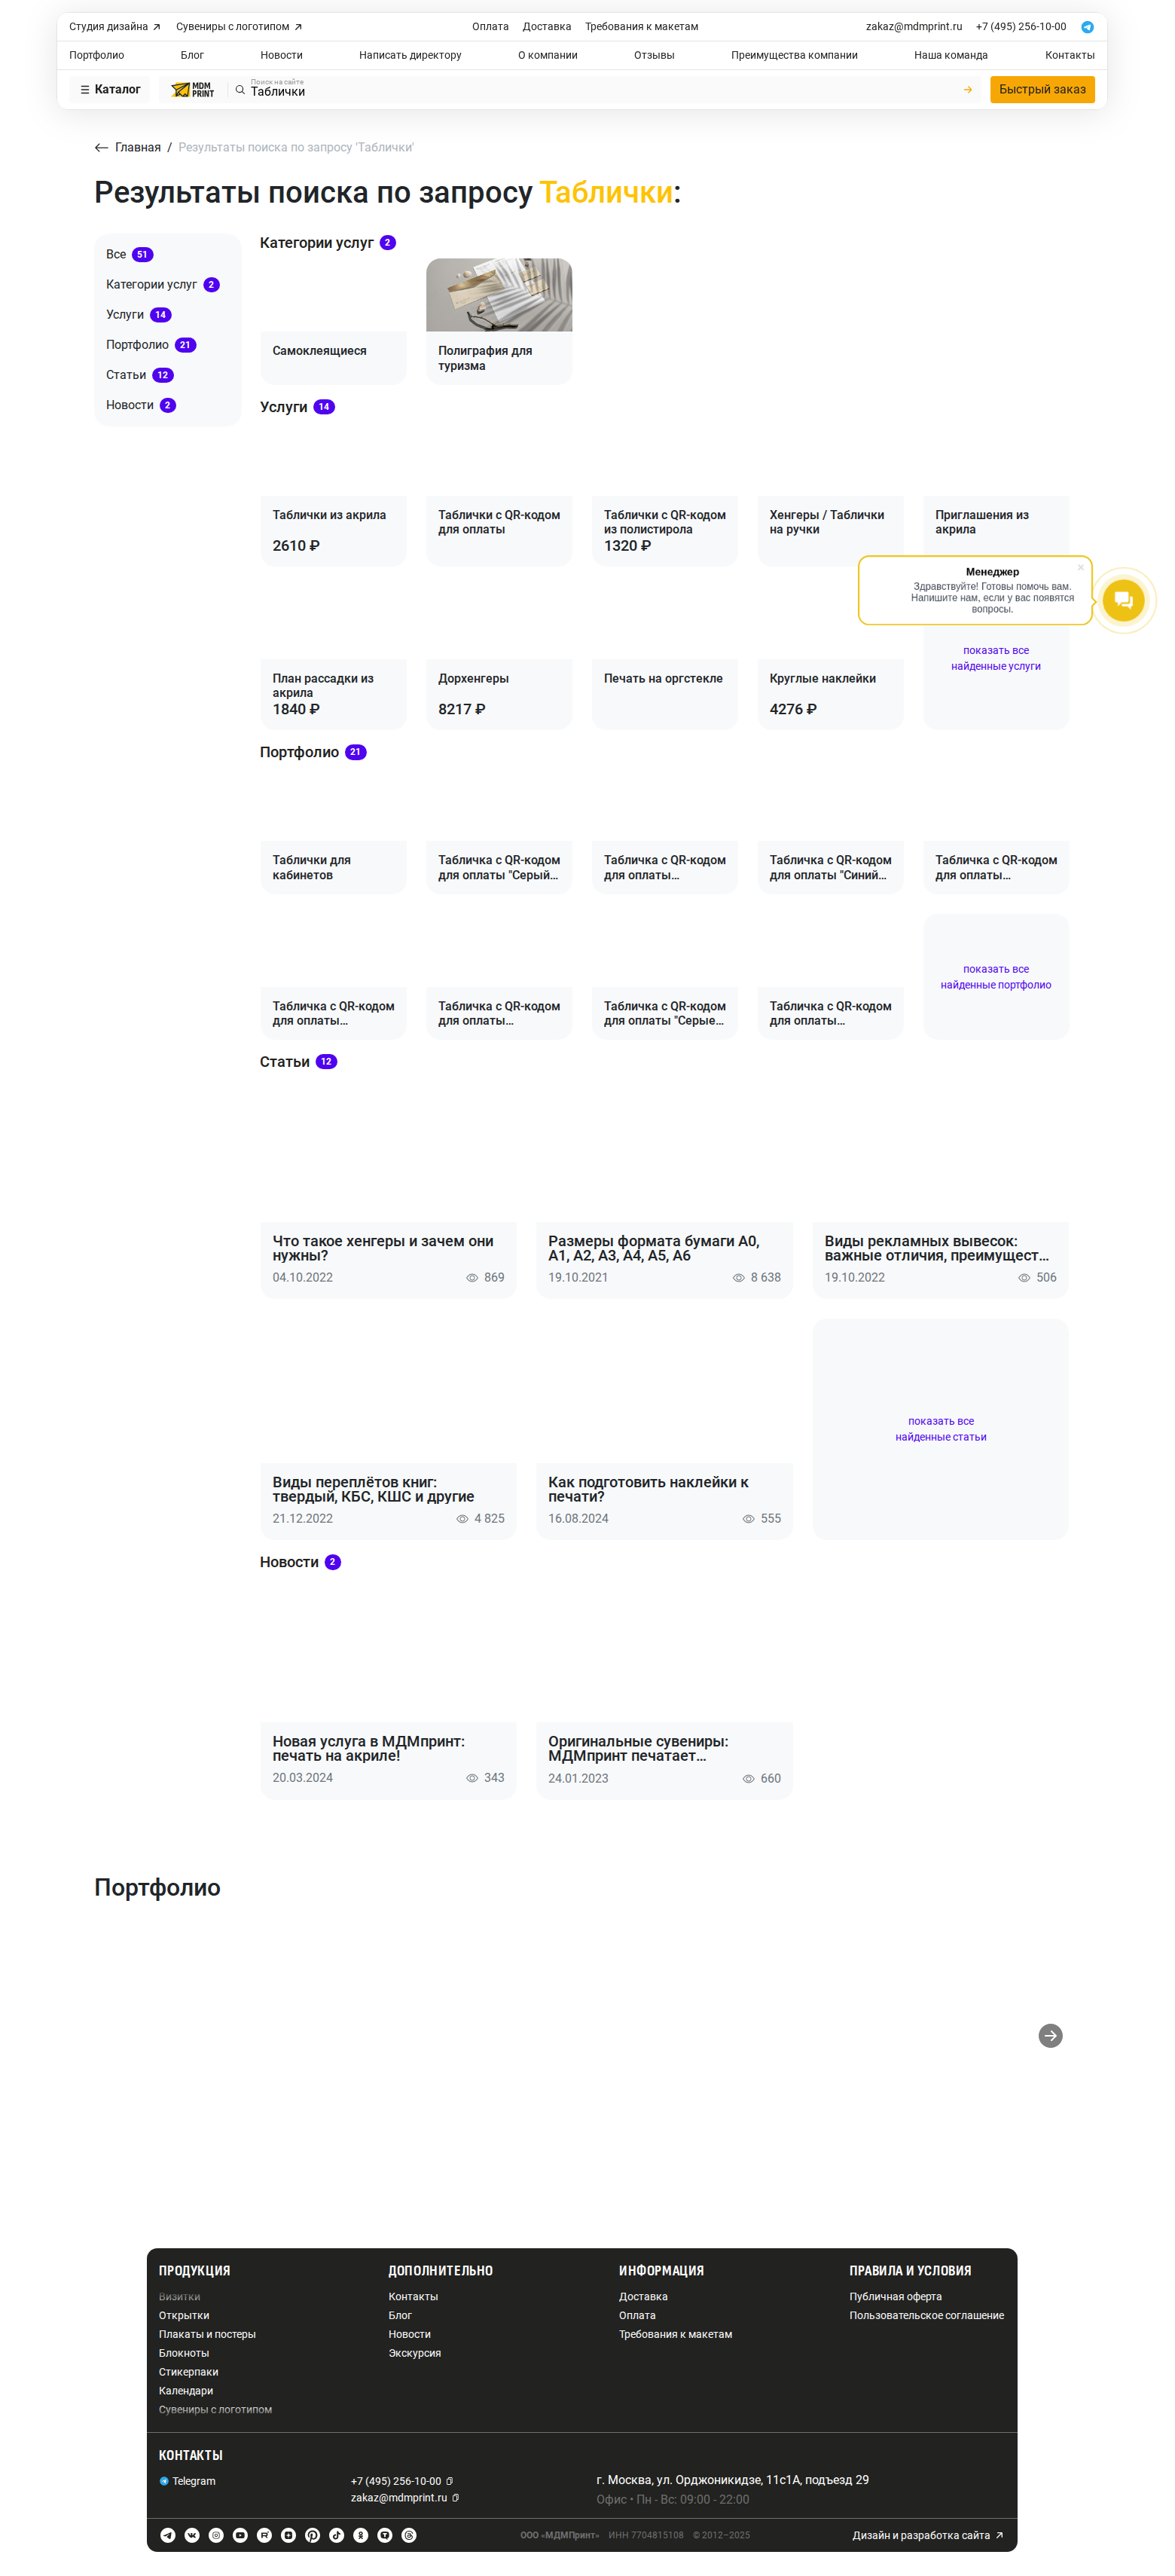 Студия дизайна
Сувениры с логотипом
Оплата
Доставка
Требования к макетам
zakaz@mdmprint.ru
+7 (495) 256-10-00
Портфолио
Блог
Новости
Написать директору
О компании
Отзывы
Преимущества компании
Наша команда
Контакты
Каталог
MDM
PRINT
Поиск на сайте
Таблички
Быстрый заказ
Главная / Результаты поиска по запросу 'Таблички'
Результаты поиска по запросу Таблички:
Все 51
Категории услуг 2
Услуги 14
Портфолио 21
Статьи 12
Новости 2
Категории услуг 2
Самоклеящиеся
Полиграфия для
туризма
Услуги 14
Таблички из акрила
2610 ₽
Таблички с QR-кодом
для оплаты
Таблички с QR-кодом
из полистирола
1320 ₽
Хенгеры / Таблички
на ручки
Приглашения из
акрила
Менеджер
Здравствуйте! Готовы помочь вам.
Напишите нам, если у вас появятся
вопросы.
План рассадки из
акрила
1840 ₽
Дорхенгеры
8217 ₽
Печать на оргстекле
Круглые наклейки
4276 ₽
показать все
найденные услуги
Портфолио 21
Таблички для
кабинетов
Табличка с QR-кодом
для оплаты "Серый...
Табличка с QR-кодом
для оплаты...
Табличка с QR-кодом
для оплаты "Синий...
Табличка с QR-кодом
для оплаты...
Табличка с QR-кодом
для оплаты...
Табличка с QR-кодом
для оплаты...
Табличка с QR-кодом
для оплаты "Серые...
Табличка с QR-кодом
для оплаты...
показать все
найденные портфолио
Статьи 12
Что такое хенгеры и зачем они
нужны?
04.10.2022
869
Размеры формата бумаги А0,
А1, А2, А3, А4, А5, А6
19.10.2021
8 638
Виды рекламных вывесок:
важные отличия, преимущест...
19.10.2022
506
Виды переплётов книг:
твердый, КБС, КШС и другие
21.12.2022
4 825
Как подготовить наклейки к
печати?
16.08.2024
555
показать все
найденные статьи
Новости 2
Новая услуга в МДМпринт:
печать на акриле!
20.03.2024
343
Оригинальные сувениры:
МДМпринт печатает...
24.01.2023
660
Портфолио
ПРОДУКЦИЯ
Визитки
Открытки
Плакаты и постеры
Блокноты
Стикерпаки
Календари
Сувениры с логотипом
ДОПОЛНИТЕЛЬНО
Контакты
Блог
Новости
Экскурсия
ИНФОРМАЦИЯ
Доставка
Оплата
Требования к макетам
ПРАВИЛА И УСЛОВИЯ
Публичная оферта
Пользовательское соглашение
КОНТАКТЫ
Telegram
+7 (495) 256-10-00
zakaz@mdmprint.ru
г. Москва, ул. Орджоникидзе, 11с1А, подъезд 29
Офис • Пн - Вс: 09:00 - 22:00
ООО «МДМПринт» ИНН 7704815108 © 2012–2025
Дизайн и разработка сайта